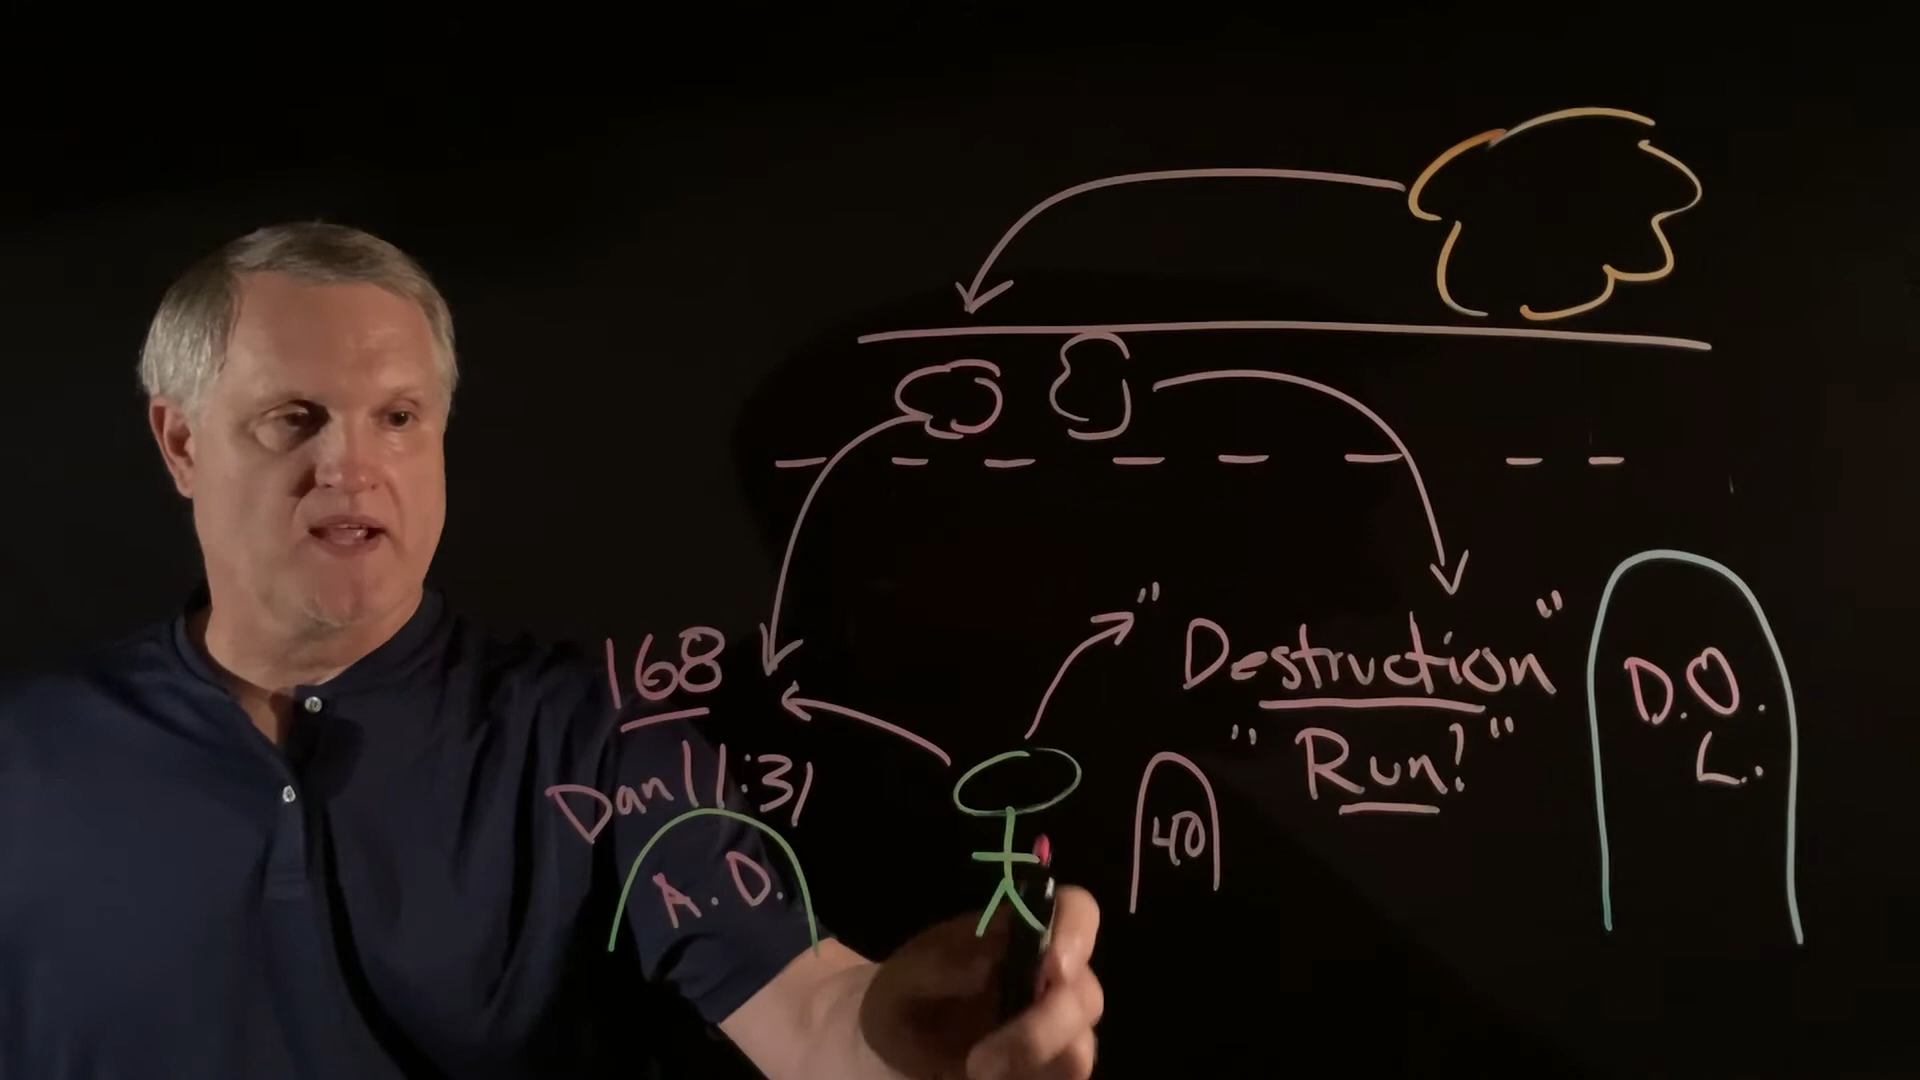 168
Dan 11:31
A. D.
40
" Destruction "
" Run? "
D. O.
L.